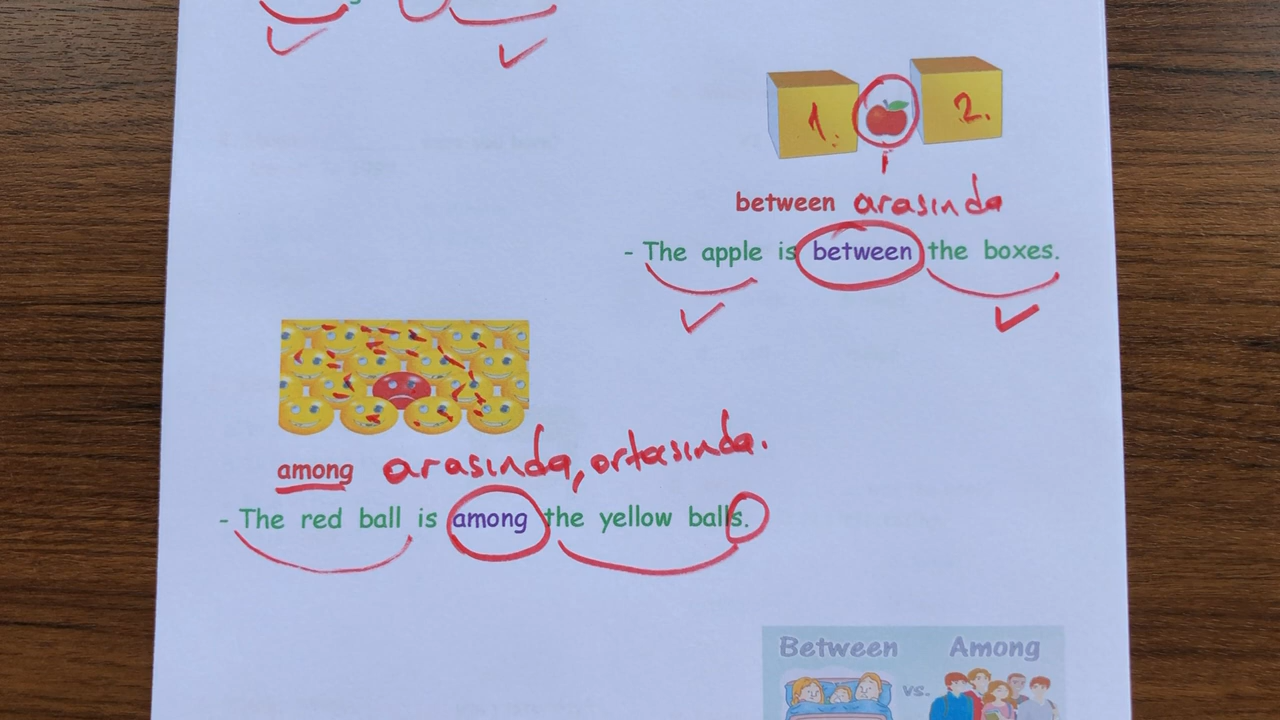 1.
2.
between arasında
- The apple is between the boxes.
among arasında, ortasında.
- The red ball is among the yellow balls.
Between Among
vs.